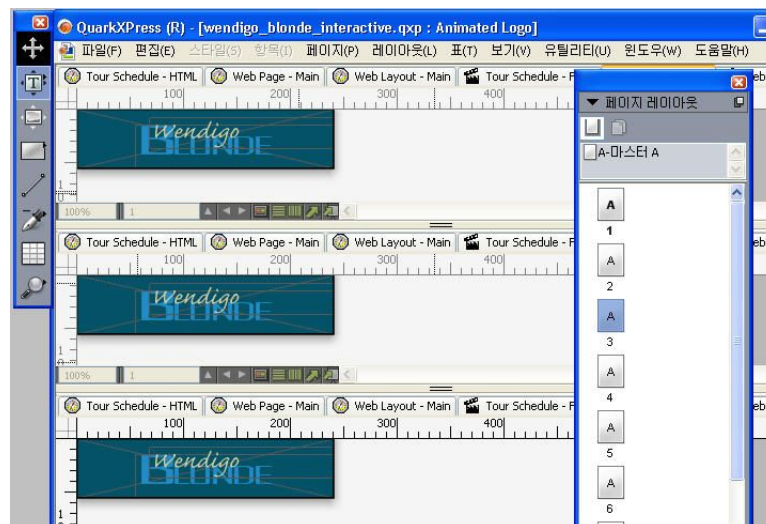 QuarkXPress (R) - [wendigo_blonde_interactive.qxp : Animated Logo]
파일(F) 편집(E) 스타일(S) 항목(I) 페이지(P) 레이아웃(L) 표(T) 보기(V) 유틸리티(U) 윈도우(W) 도움말(H)
Tour Schedule - HTML Web Page - Main Web Layout - Main Tour Schedule - F
100 200 300 400
Wendigo
BLONDE
100% 1
Tour Schedule - HTML Web Page - Main Web Layout - Main Tour Schedule - F
100 200 300 400
Wendigo
BLONDE
100% 1
Tour Schedule - HTML Web Page - Main Web Layout - Main Tour Schedule - F
100 200 300 400
Wendigo
BLONDE
페이지 레이아웃
A-마스터 A
A
1
A
2
A
3
A
4
A
5
A
6